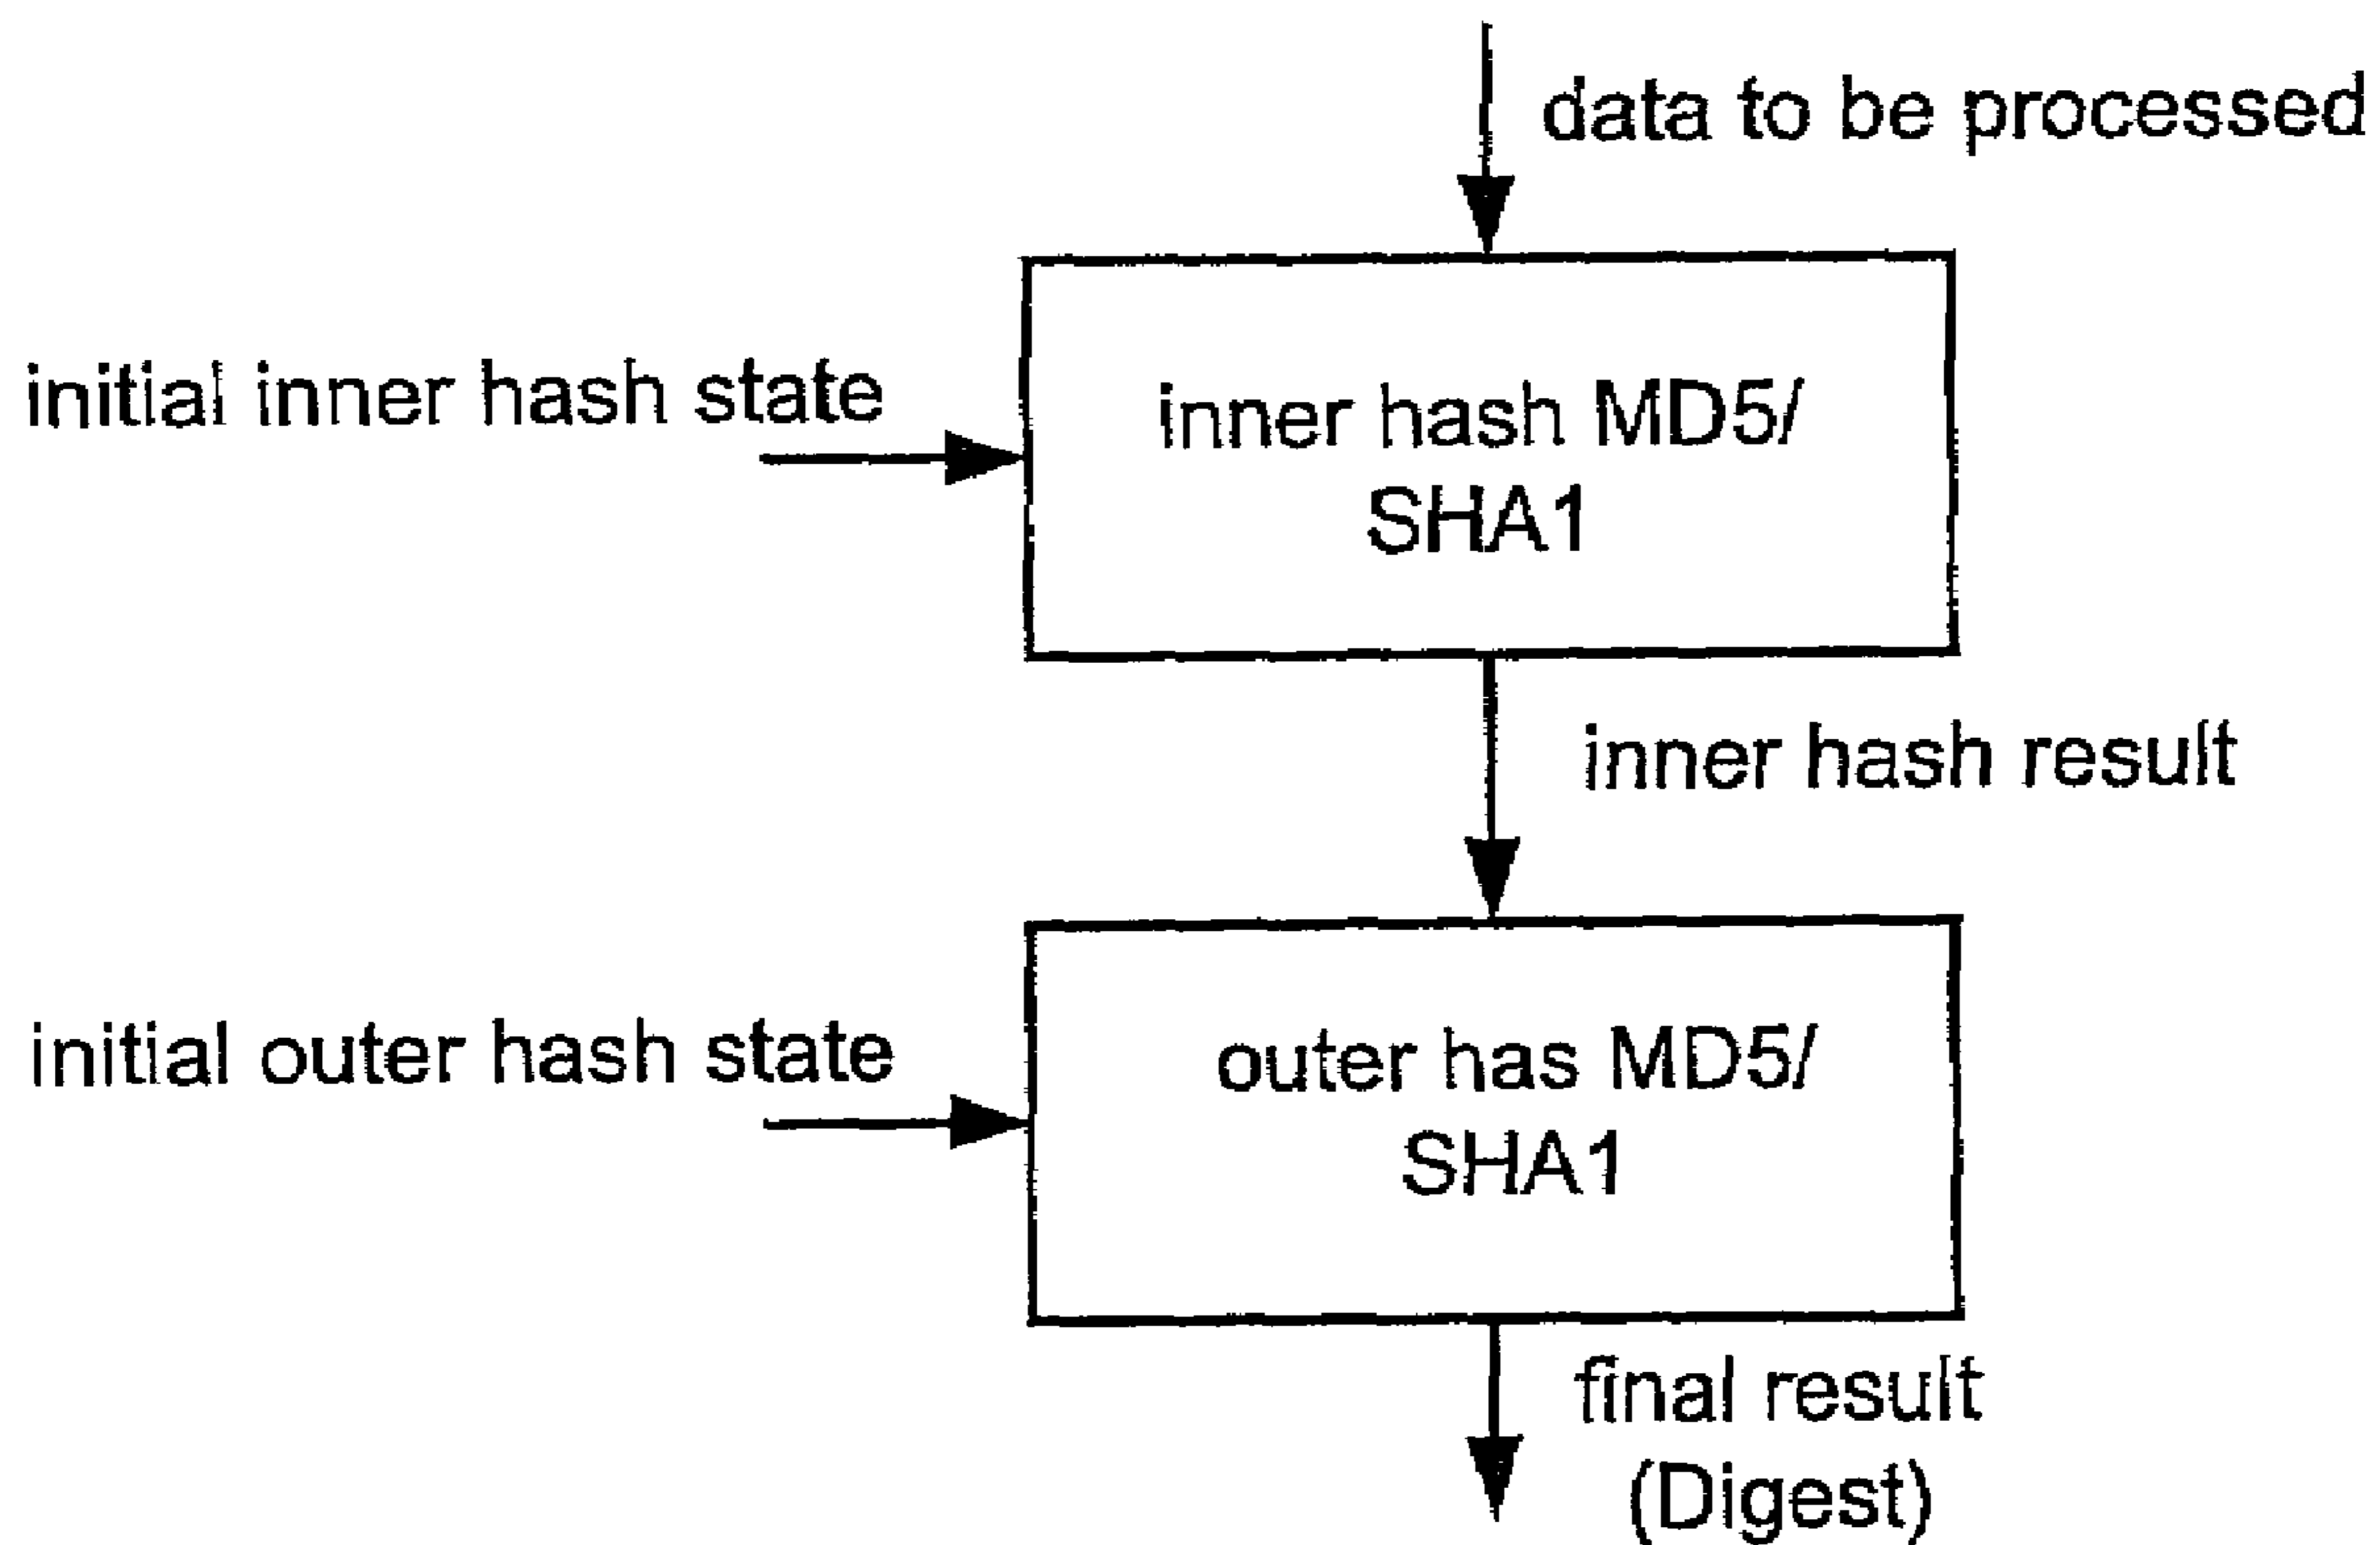 data to be processed
initial inner hash state
inner hash MD5/
SHA1
inner hash result
initial outer hash state
outer has MD5/
SHA1
final result
(Digest)